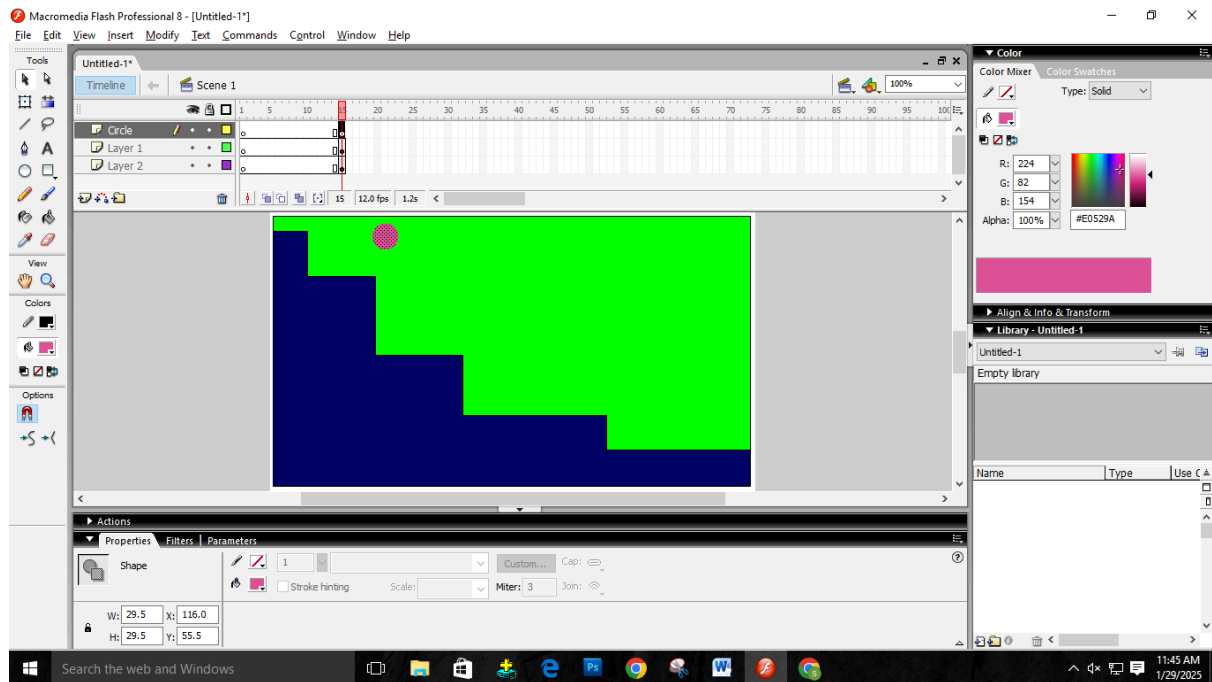 Macromedia Flash Professional 8 - [Untitled-1*]
File Edit View Insert Modify Text Commands Control Window Help
Tools
View
Colors
Options
Untitled-1*
Timeline Scene 1 100%
1 5 10 15 20 25 30 35 40 45 50 55 60 65 70 75 80 85 90 95 100
Circle
Layer 1
Layer 2
15 12.0 fps 1.2s
Actions
Properties Filters Parameters
Shape
1 Custom... Cap:
Stroke hinting Scale: Miter: 3 Join:
W: 29.5 X: 116.0
H: 29.5 Y: 55.5
Color
Color Mixer Color Swatches
Type: Solid
R: 224
G: 82
B: 154
Alpha: 100% #E0529A
Align & Info & Transform
Library - Untitled-1
Untitled-1
Empty library
Name Type Use C
Search the web and Windows
11:45 AM
1/29/2025